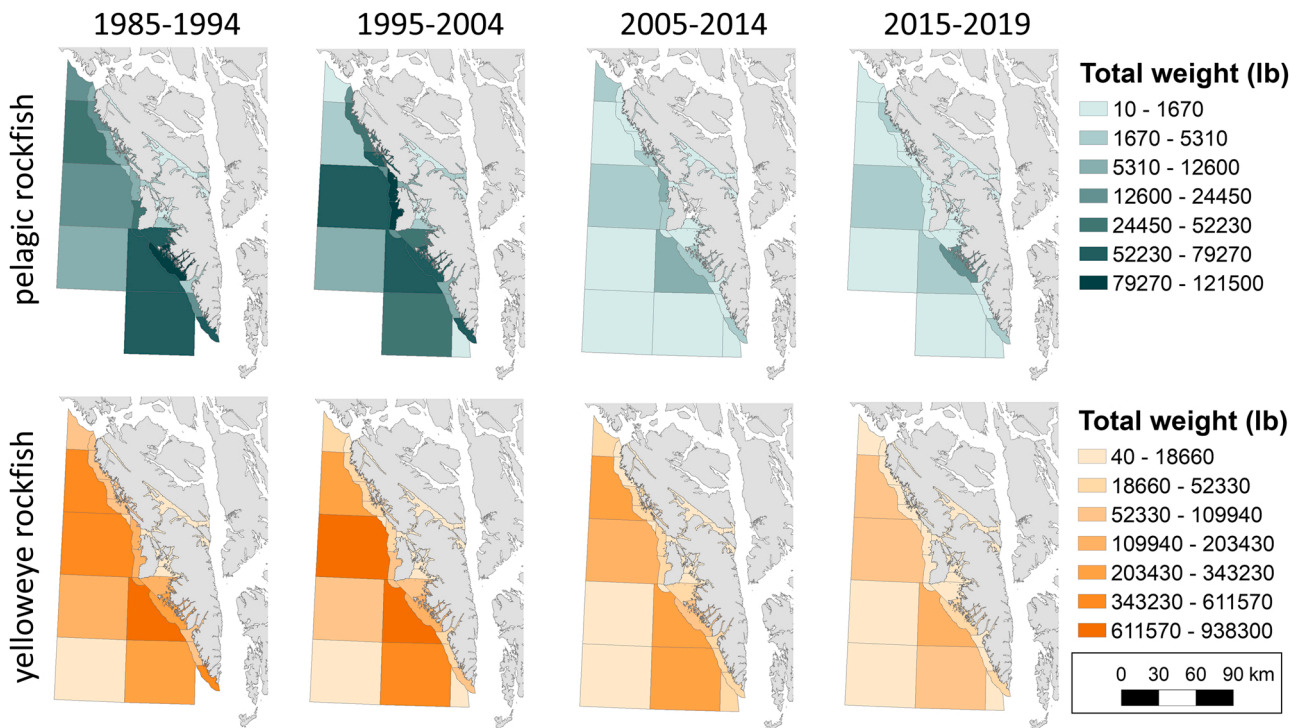 1985-1994 1995-2004 2005-2014 2015-2019
pelagic rockfish
Total weight (lb)
10 - 1670
1670 - 5310
5310 - 12600
12600 - 24450
24450 - 52230
52230 - 79270
79270 - 121500
yelloweye rockfish
Total weight (lb)
40 - 18660
18660 - 52330
52330 - 109940
109940 - 203430
203430 - 343230
343230 - 611570
611570 - 938300
0 30 60 90 km